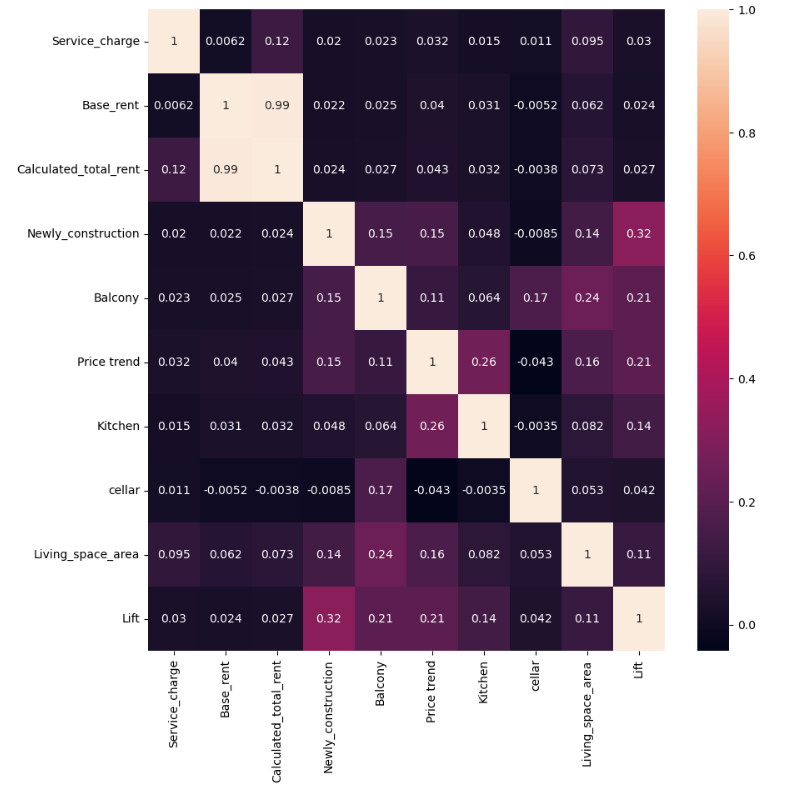 1.0
Service_charge 1 0.0062 0.12 0.02 0.023 0.032 0.015 0.011 0.095 0.03
Base_rent 0.0062 1 0.99 0.022 0.025 0.04 0.031 -0.0052 0.062 0.024
0.8
Calculated_total_rent 0.12 0.99 1 0.024 0.027 0.043 0.032 -0.0038 0.073 0.027
Newly_construction 0.02 0.022 0.024 1 0.15 0.15 0.048 -0.0085 0.14 0.32
0.6
Balcony 0.023 0.025 0.027 0.15 1 0.11 0.064 0.17 0.24 0.21
Price trend 0.032 0.04 0.043 0.15 0.11 1 0.26 -0.043 0.16 0.21
0.4
Kitchen 0.015 0.031 0.032 0.048 0.064 0.26 1 -0.0035 0.082 0.14
cellar 0.011 -0.0052 -0.0038 -0.0085 0.17 -0.043 -0.0035 1 0.053 0.042
0.2
Living_space_area 0.095 0.062 0.073 0.14 0.24 0.16 0.082 0.053 1 0.11
Lift 0.03 0.024 0.027 0.32 0.21 0.21 0.14 0.042 0.11 1
0.0
Service_charge
Base_rent
Calculated_total_rent
Newly_construction
Balcony
Price trend
Kitchen
cellar
Living_space_area
Lift